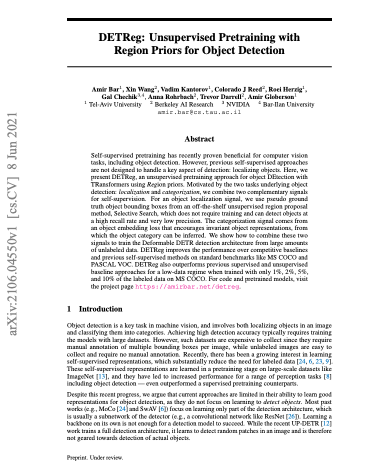 arXiv:2106.04550v1 [cs.CV] 8 Jun 2021
DETReg: Unsupervised Pretraining with
Region Priors for Object Detection
Amir Bar1, Xin Wang2, Vadim Kantorov1, Colorado J Reed2, Roei Herzig1,
Gal Chechik3,4, Anna Rohrbach2, Trevor Darrell2, Amir Globerson1
1 Tel-Aviv University 2 Berkeley AI Research 3 NVIDIA 4 Bar-Ilan University
amir.bar@cs.tau.ac.il
Abstract
Self-supervised pretraining has recently proven beneficial for computer vision
tasks, including object detection. However, previous self-supervised approaches
are not designed to handle a key aspect of detection: localizing objects. Here, we
present DETReg, an unsupervised pretraining approach for object DEtection with
TRansformers using Region priors. Motivated by the two tasks underlying object
detection: localization and categorization, we combine two complementary signals
for self-supervision. For an object localization signal, we use pseudo ground
truth object bounding boxes from an off-the-shelf unsupervised region proposal
method, Selective Search, which does not require training and can detect objects at
a high recall rate and very low precision. The categorization signal comes from
an object embedding loss that encourages invariant object representations, from
which the object category can be inferred. We show how to combine these two
signals to train the Deformable DETR detection architecture from large amounts
of unlabeled data. DETReg improves the performance over competitive baselines
and previous self-supervised methods on standard benchmarks like MS COCO and
PASCAL VOC. DETReg also outperforms previous supervised and unsupervised
baseline approaches for a low-data regime when trained with only 1%, 2%, 5%,
and 10% of the labeled data on MS COCO. For code and pretrained models, visit
the project page https://amirbar.net/detreg.
1 Introduction
Object detection is a key task in machine vision, and involves both localizing objects in an image
and classifying them into categories. Achieving high detection accuracy typically requires training
the models with large datasets. However, such datasets are expensive to collect since they require
manual annotation of multiple bounding boxes per image, while unlabeled images are easy to
collect and require no manual annotation. Recently, there has been a growing interest in learning
self-supervised representations, which substantially reduce the need for labeled data [24, 6, 23, 9].
These self-supervised representations are learned in a pretraining stage on large-scale datasets like
ImageNet [13], and they have led to increased performance for a range of perception tasks [8]
including object detection — even outperformed a supervised pretraining counterparts.
Despite this recent progress, we argue that current approaches are limited in their ability to learn good
representations for object detection, as they do not focus on learning to detect objects. Most past
works (e.g., MoCo [24] and SwAV [6]) focus on learning only part of the detection architecture, which
is usually a subnetwork of the detector (e.g., a convolutional network like ResNet [26]). Learning a
backbone on its own is not enough for a detection model to succeed. While the recent UP-DETR [12]
work trains a full detection architecture, it learns to detect random patches in an image and is therefore
not geared towards detection of actual objects.
Preprint. Under review.